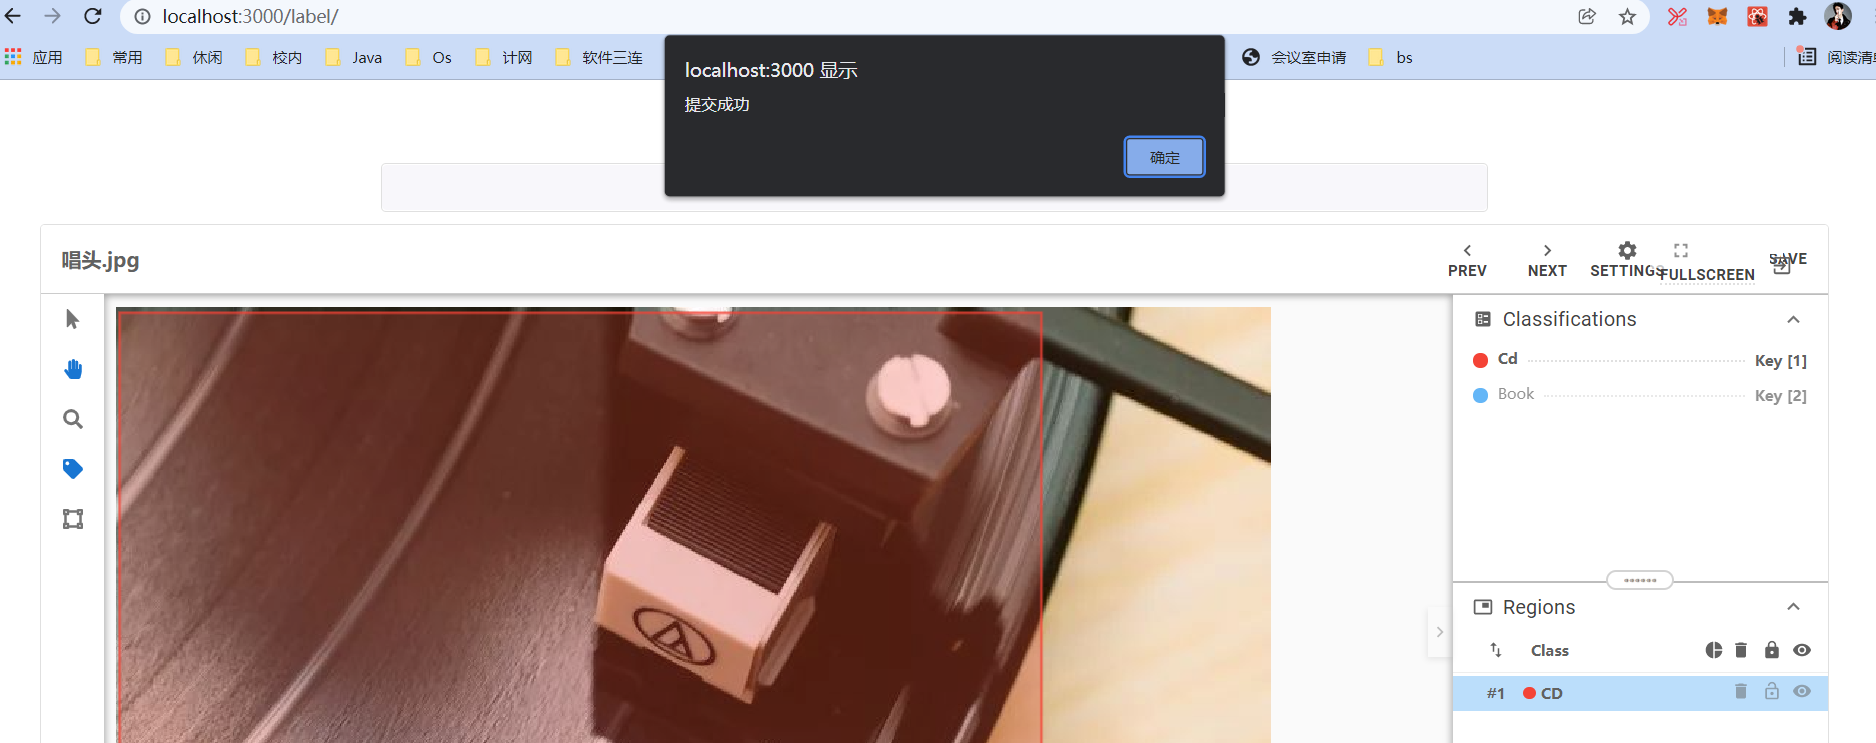 localhost:3000/label/
应用 常用 休闲 校内 Java Os 计网 软件三连 会议室申请 bs 阅读清单
localhost:3000 显示
提交成功
确定
唱头.jpg
PREV NEXT SETTINGS FULLSCREEN SAVE
Classifications
Cd Key [1]
Book Key [2]
Regions
Class
#1 CD